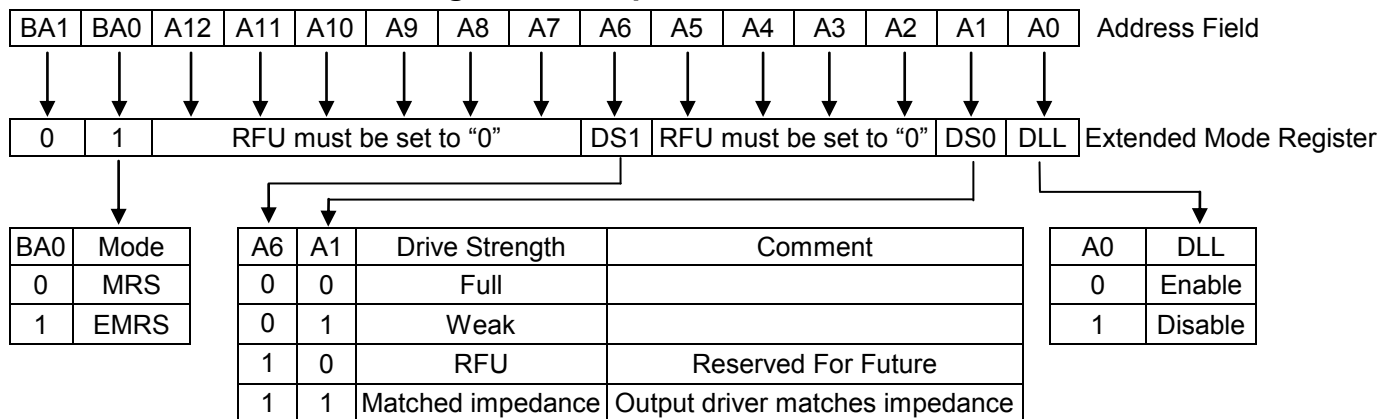 BA1 BA0 A12 A11 A10 A9 A8 A7 A6 A5 A4 A3 A2 A1 A0 Address Field
0 1 RFU must be set to “0” DS1 RFU must be set to “0” DS0 DLL Extended Mode Register
BA0 Mode
0 MRS
1 EMRS
A6 A1 Drive Strength Comment
0 0 Full
0 1 Weak
1 0 RFU Reserved For Future
1 1 Matched impedance Output driver matches impedance
A0 DLL
0 Enable
1 Disable